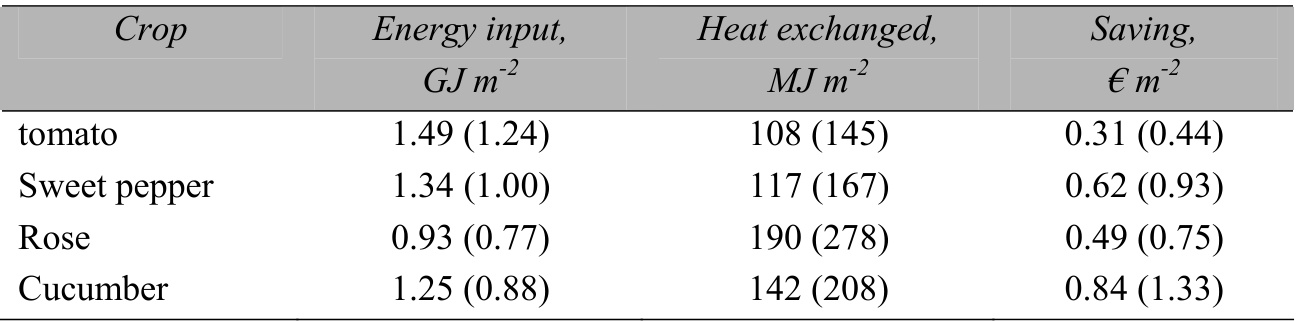 Crop Energy input, Heat exchanged, Saving,
GJ m-2 MJ m-2 € m-2
tomato 1.49 (1.24) 108 (145) 0.31 (0.44)
Sweet pepper 1.34 (1.00) 117 (167) 0.62 (0.93)
Rose 0.93 (0.77) 190 (278) 0.49 (0.75)
Cucumber 1.25 (0.88) 142 (208) 0.84 (1.33)